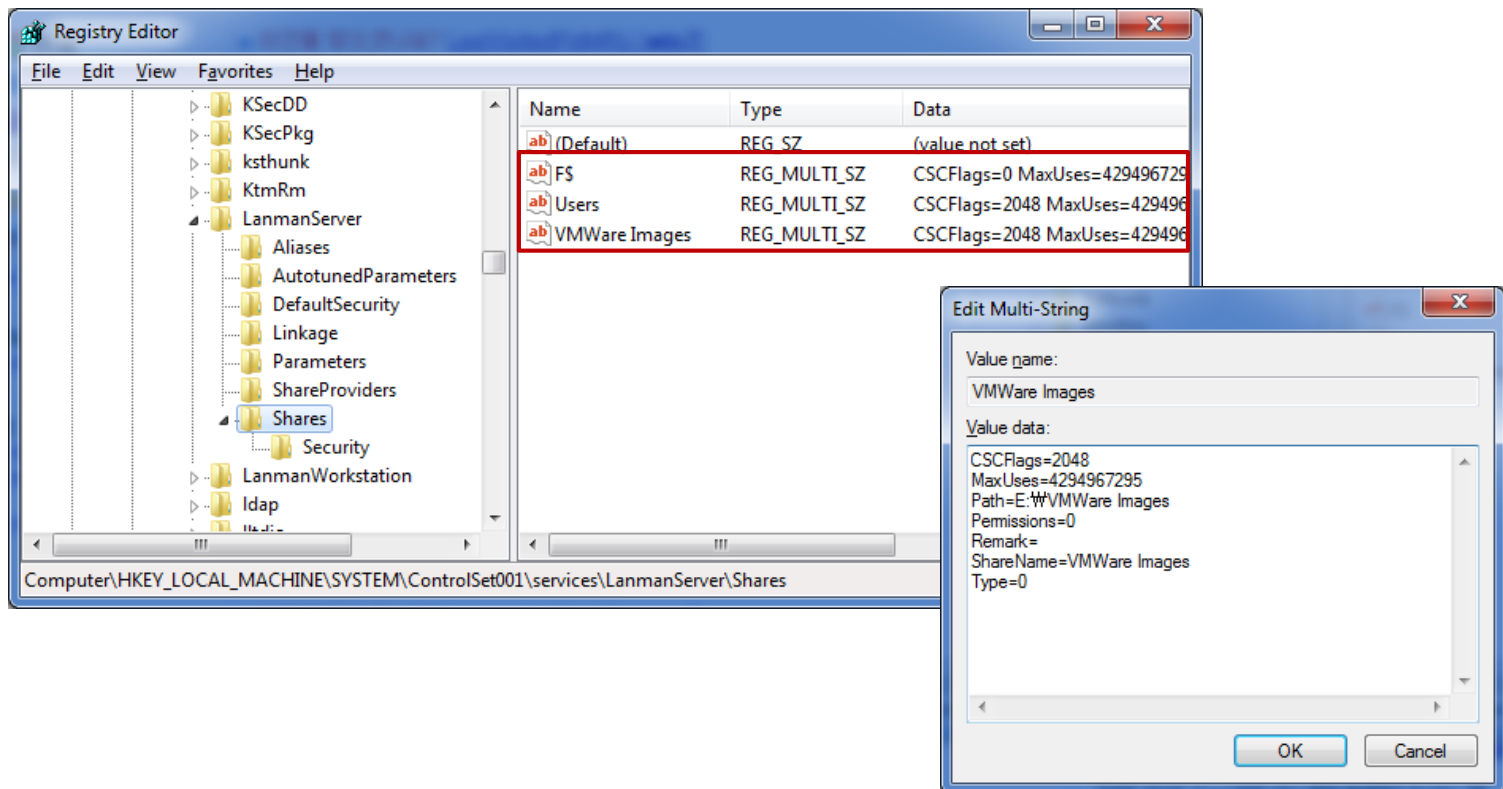 Registry Editor
File Edit View Favorites Help
KSecDD
KSecPkg
ksthunk
KtmRm
LanmanServer
Aliases
AutotunedParameters
DefaultSecurity
Linkage
Parameters
ShareProviders
Shares
Security
LanmanWorkstation
ldap
Name Type Data
(Default) REG_SZ (value not set)
F$ REG_MULTI_SZ CSCFlags=0 MaxUses=429496729
Users REG_MULTI_SZ CSCFlags=2048 MaxUses=429496
VMWare Images REG_MULTI_SZ CSCFlags=2048 MaxUses=429496
Computer\HKEY_LOCAL_MACHINE\SYSTEM\ControlSet001\services\LanmanServer\Shares
Edit Multi-String
Value name:
VMWare Images
Value data:
CSCFlags=2048
MaxUses=4294967295
Path=E:₩VMWare Images
Permissions=0
Remark=
ShareName=VMWare Images
Type=0
OK Cancel